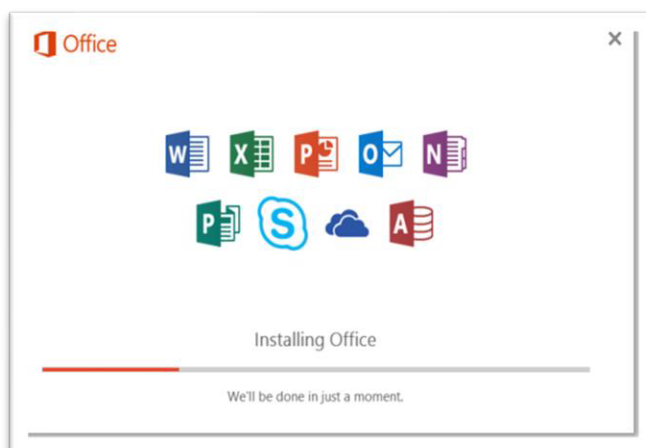 Office
W X P O N
P S A
Installing Office
We'll be done in just a moment.